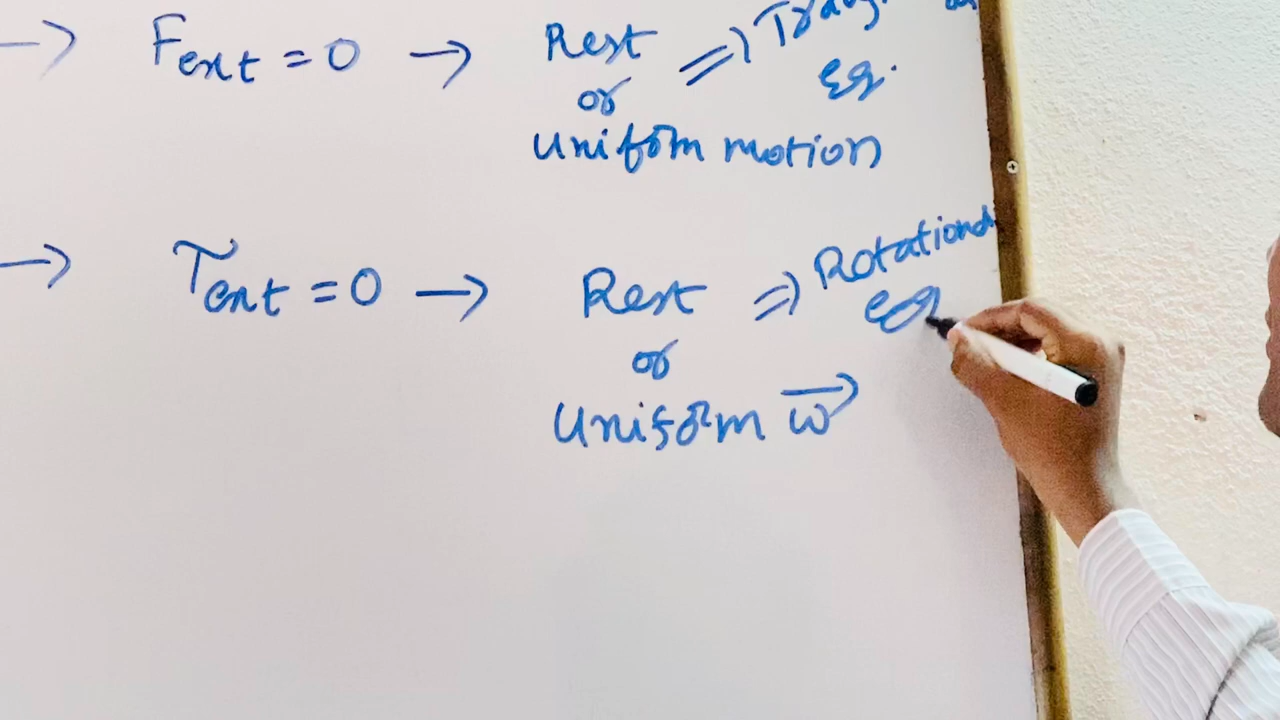 → Fext = 0 → Rest ⇒
or Eq.
Uniform motion
→ τext = 0 → Rest ⇒ Rotational
or Eq
Uniform ω⃗